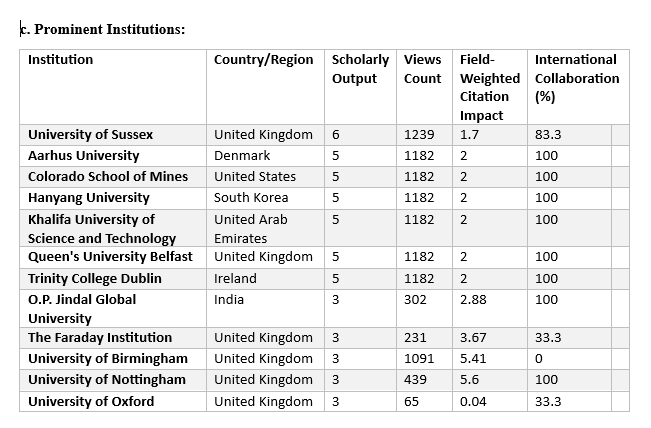 c. Prominent Institutions:
Institution Country/Region Scholarly Views Field- International
Output Count Weighted Collaboration
Citation (%)
Impact
University of Sussex United Kingdom 6 1239 1.7 83.3
Aarhus University Denmark 5 1182 2 100
Colorado School of Mines United States 5 1182 2 100
Hanyang University South Korea 5 1182 2 100
Khalifa University of United Arab 5 1182 2 100
Science and Technology Emirates
Queen's University Belfast United Kingdom 5 1182 2 100
Trinity College Dublin Ireland 5 1182 2 100
O.P. Jindal Global India 3 302 2.88 100
University
The Faraday Institution United Kingdom 3 231 3.67 33.3
University of Birmingham United Kingdom 3 1091 5.41 0
University of Nottingham United Kingdom 3 439 5.6 100
University of Oxford United Kingdom 3 65 0.04 33.3